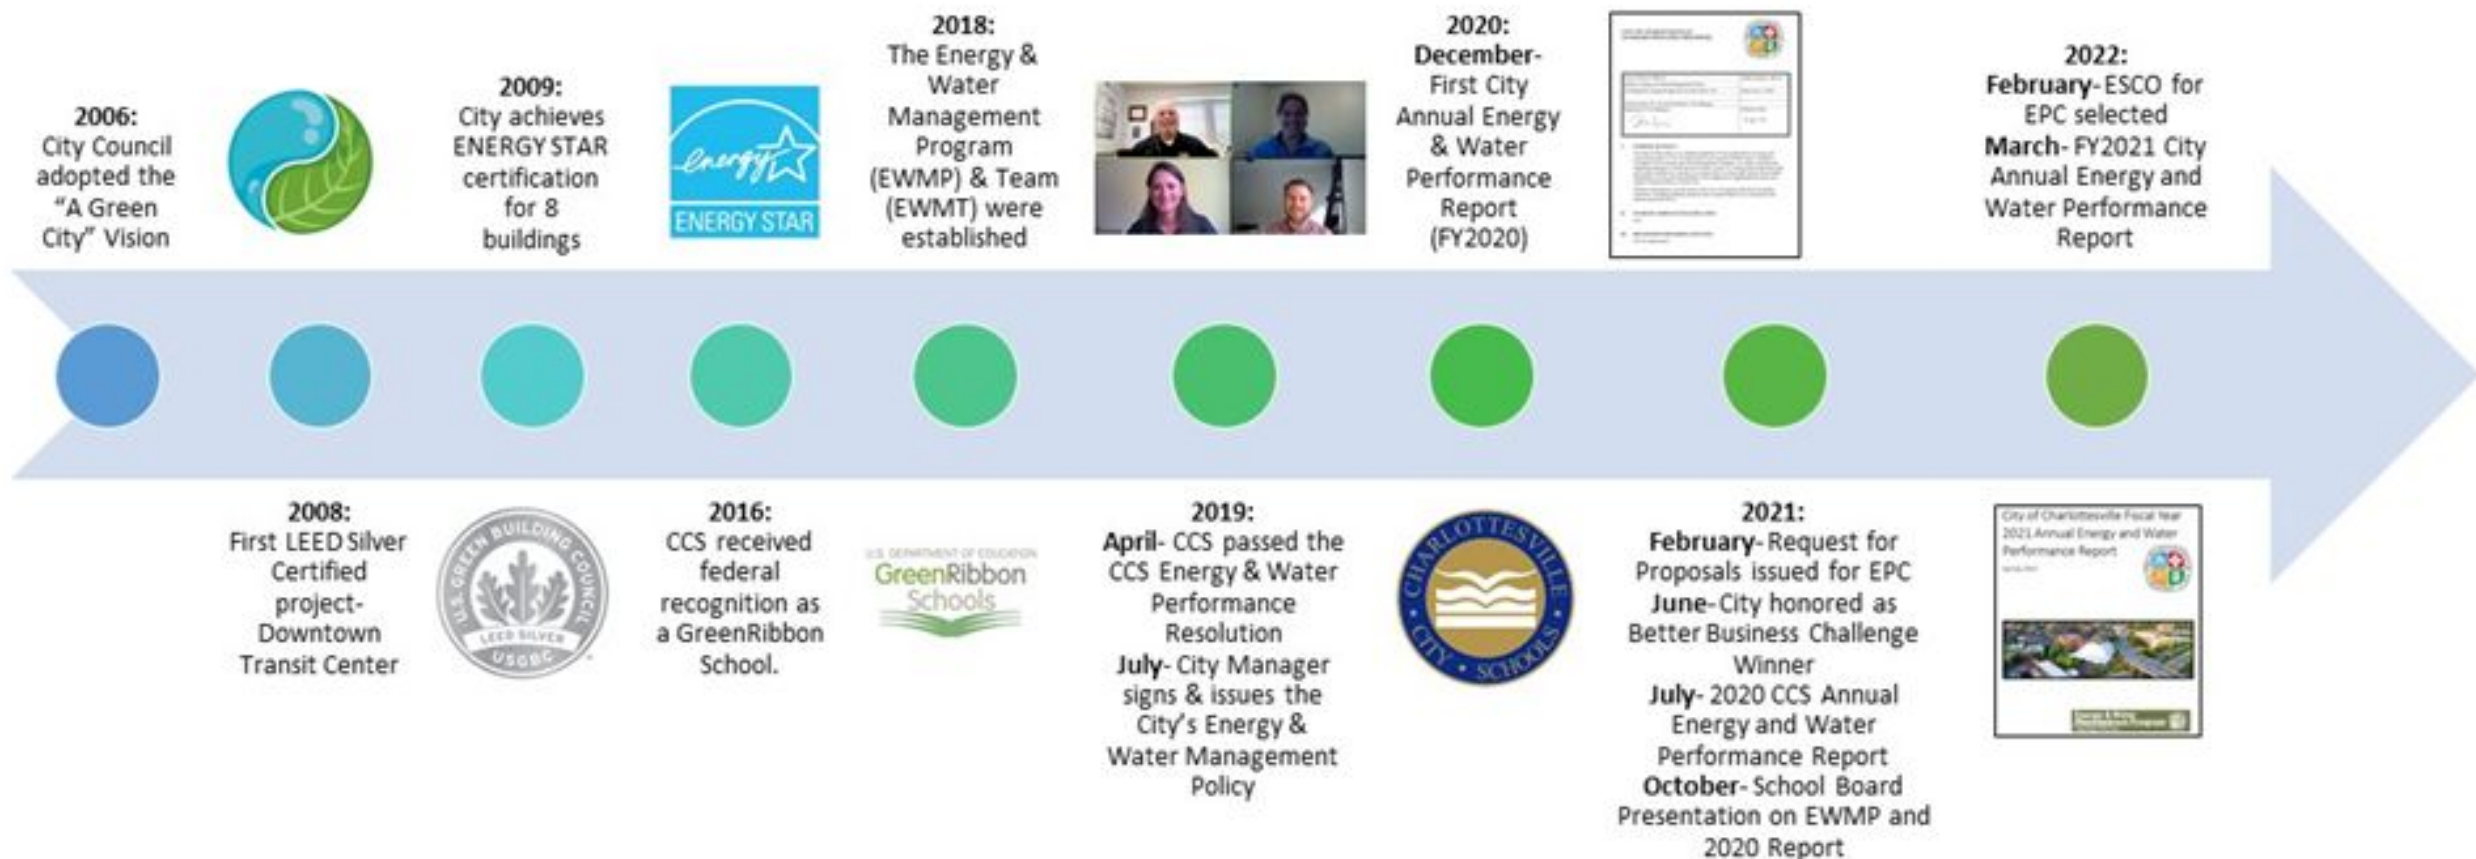 2006:
City Council
adopted the
"A Green
City" Vision
2008:
First LEED Silver
Certified
project-
Downtown
Transit Center
U.S. GREEN BUILDING COUNCIL
LEED SILVER
USGBC
2009:
City achieves
ENERGY STAR
certification
for 8
buildings
energy
ENERGY STAR
2016:
CCS received
federal
recognition as
a GreenRibbon
School.
U.S. DEPARTMENT OF EDUCATION
GreenRibbon
Schools
2018:
The Energy &
Water
Management
Program
(EWMP) & Team
(EWMT) were
established
2019:
April- CCS passed the
CCS Energy & Water
Performance
Resolution
July- City Manager
signs & issues the
City's Energy &
Water Management
Policy
CHARLOTTESVILLE
CITY • SCHOOLS
2020:
December-
First City
Annual Energy
& Water
Performance
Report
(FY2020)
2021:
February- Request for
Proposals issued for EPC
June- City honored as
Better Business Challenge
Winner
July- 2020 CCS Annual
Energy and Water
Performance Report
October- School Board
Presentation on EWMP and
2020 Report
2022:
February- ESCO for
EPC selected
March- FY2021 City
Annual Energy and
Water Performance
Report
City of Charlottesville Fiscal Year
2021 Annual Energy and Water
Performance Report